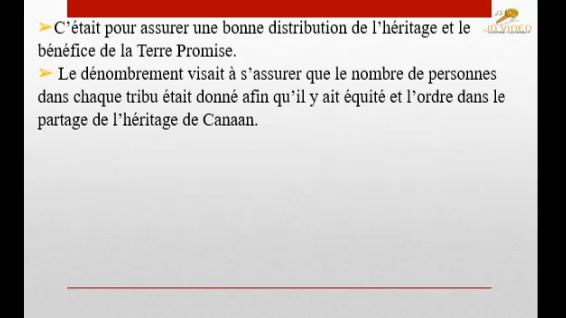 ➢C'était pour assurer une bonne distribution de l'héritage et le
bénéfice de la Terre Promise.
➢ Le dénombrement visait à s'assurer que le nombre de personnes
dans chaque tribu était donné afin qu'il y ait équité et l'ordre dans le
partage de l'héritage de Canaan.